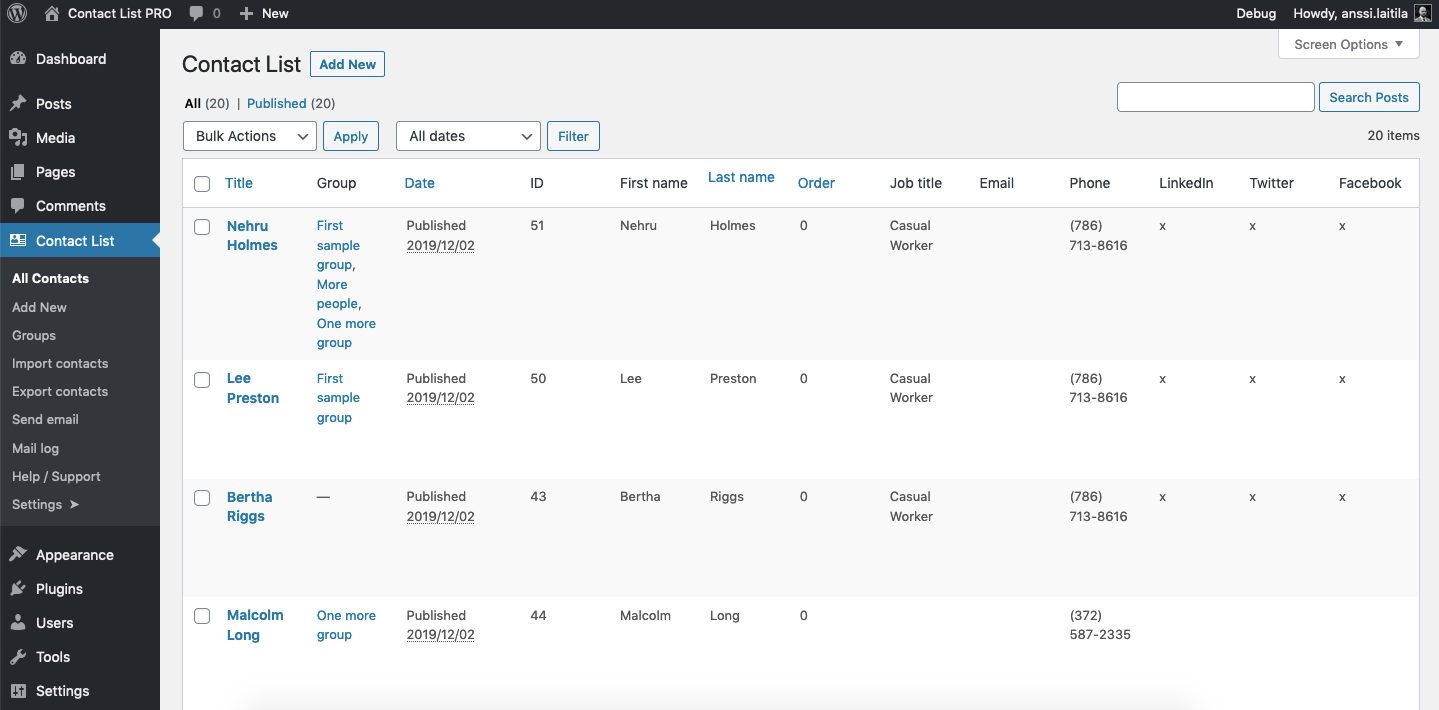 Contact List PRO 0 New Debug Howdy, anssi.laitila
Screen Options
Dashboard
Posts
Media
Pages
Comments
Contact List
All Contacts
Add New
Groups
Import contacts
Export contacts
Send email
Mail log
Help / Support
Settings
Appearance
Plugins
Users
Tools
Settings
Contact List Add New
All (20) | Published (20)
Search Posts
Bulk Actions Apply All dates Filter 20 items
Title Group Date ID First name Last name Order Job title Email Phone LinkedIn Twitter Facebook
Nehru First Published 51 Nehru Holmes 0 Casual (786) x x x
Holmes sample 2019/12/02 Worker 713-8616
group,
More
people,
One more
group
Lee First Published 50 Lee Preston 0 Casual (786) x x x
Preston sample 2019/12/02 Worker 713-8616
group
Bertha — Published 43 Bertha Riggs 0 Casual (786) x x x
Riggs 2019/12/02 Worker 713-8616
Malcolm One more Published 44 Malcolm Long 0 (372)
Long group 2019/12/02 587-2335